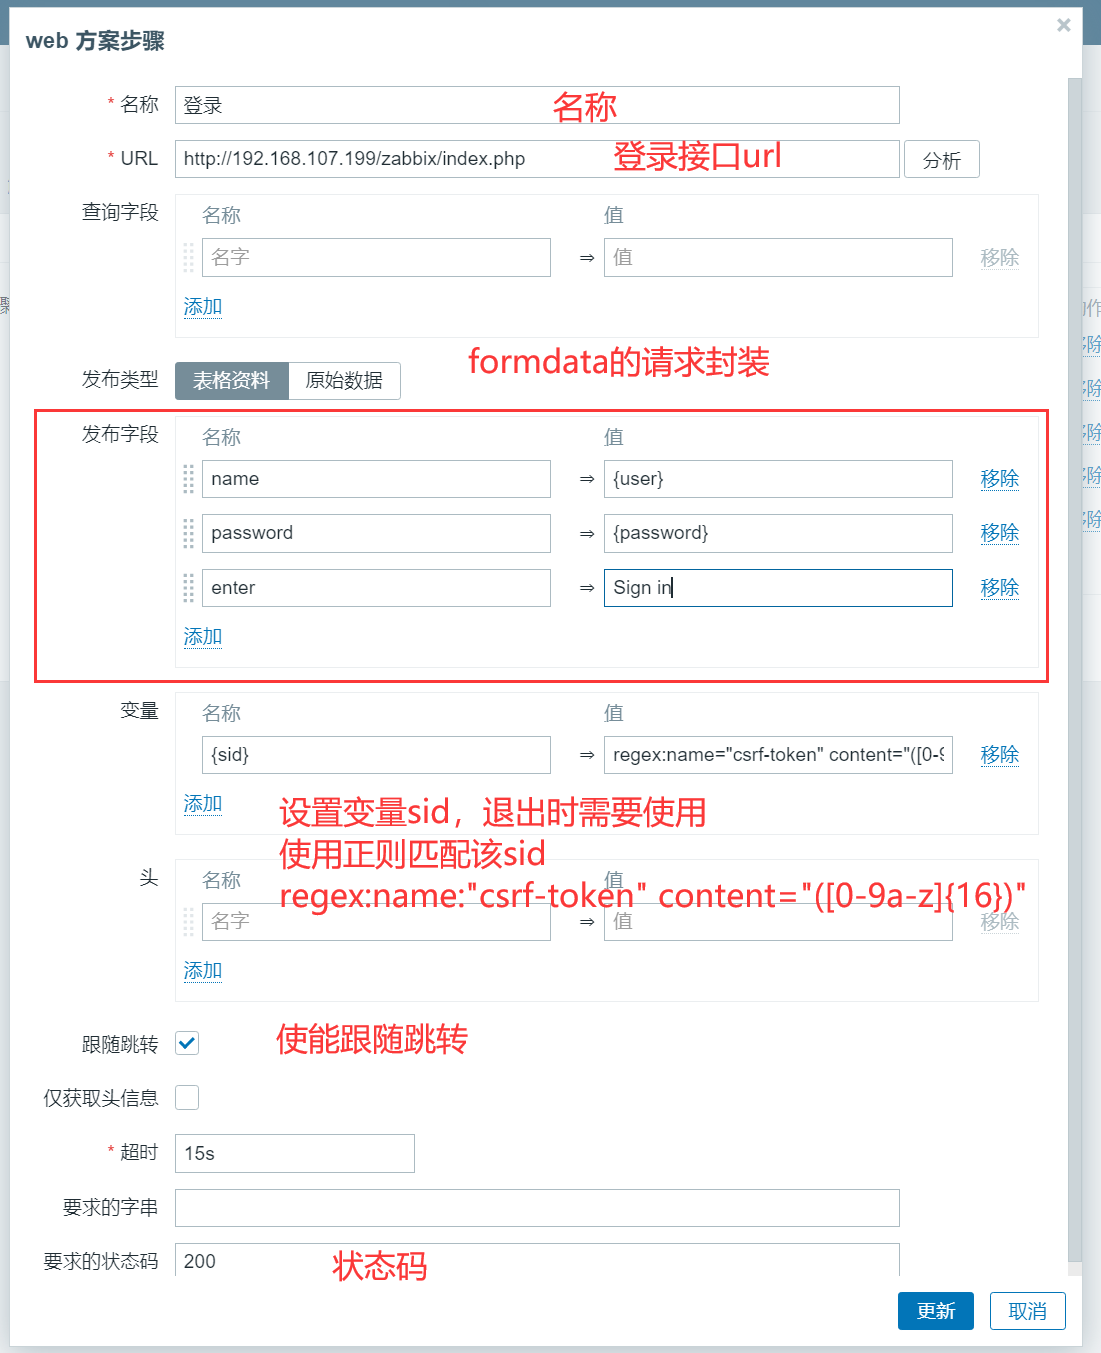 web 方案步骤
* 名称 登录 名称
* URL http://192.168.107.199/zabbix/index.php 登录接口url 分析
查询字段 名称 值
名字 ⇒ 值 移除
添加
formdata的请求封装
发布类型 表格资料 原始数据
发布字段 名称 值
name ⇒ {user} 移除
password ⇒ {password} 移除
enter ⇒ Sign in 移除
添加
变量 名称 值
{sid} ⇒ regex:name="csrf-token" content="([0-9 移除
添加
设置变量sid，退出时需要使用
使用正则匹配该sid
头 名称 值
regex:name:"csrf-token" content="([0-9a-z]{16})"
名字 ⇒ 值 移除
添加
跟随跳转 使能跟随跳转
仅获取头信息
* 超时 15s
要求的字串
要求的状态码 200 状态码
更新 取消